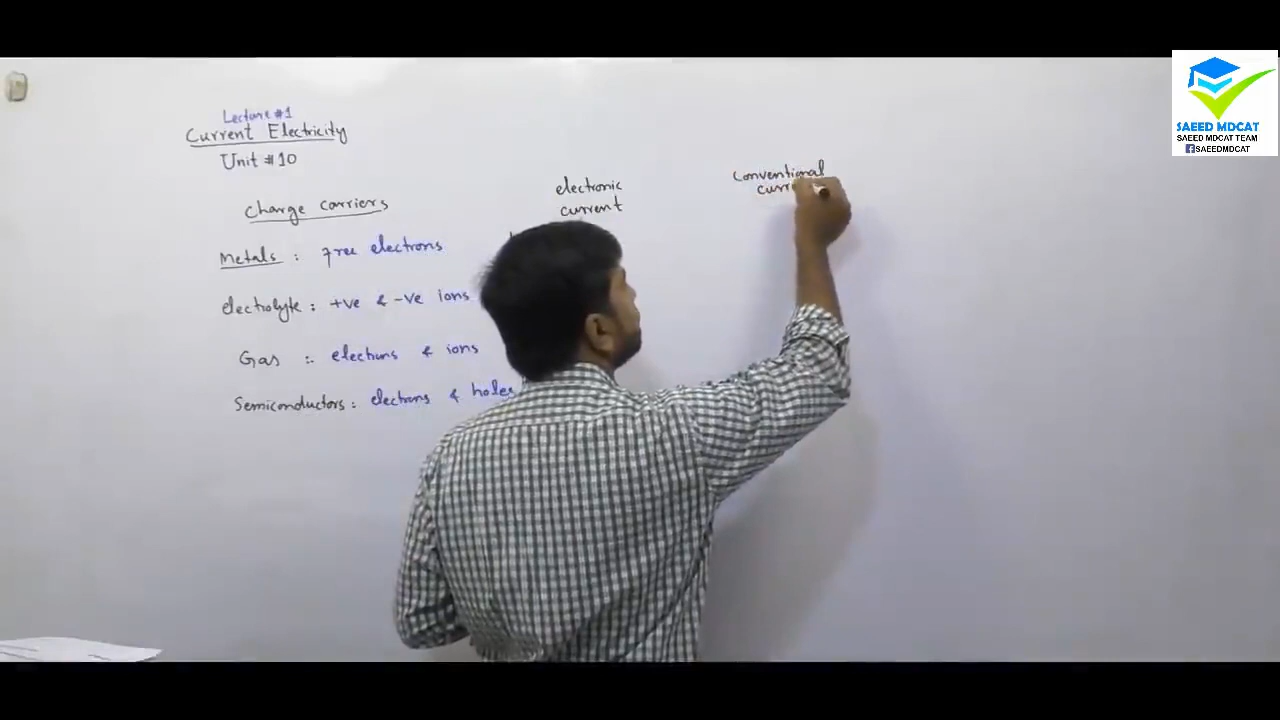 Lecture #1
Current Electricity
Unit #10
Charge carriers
Metals : Free electrons
electrolyte : +ve & -ve ions
Gas : electrons & ions
Semiconductors : electrons & holes
electronic
current
Conventional
SAEED MDCAT
SAEED MDCAT TEAM
SAEEDMDCAT